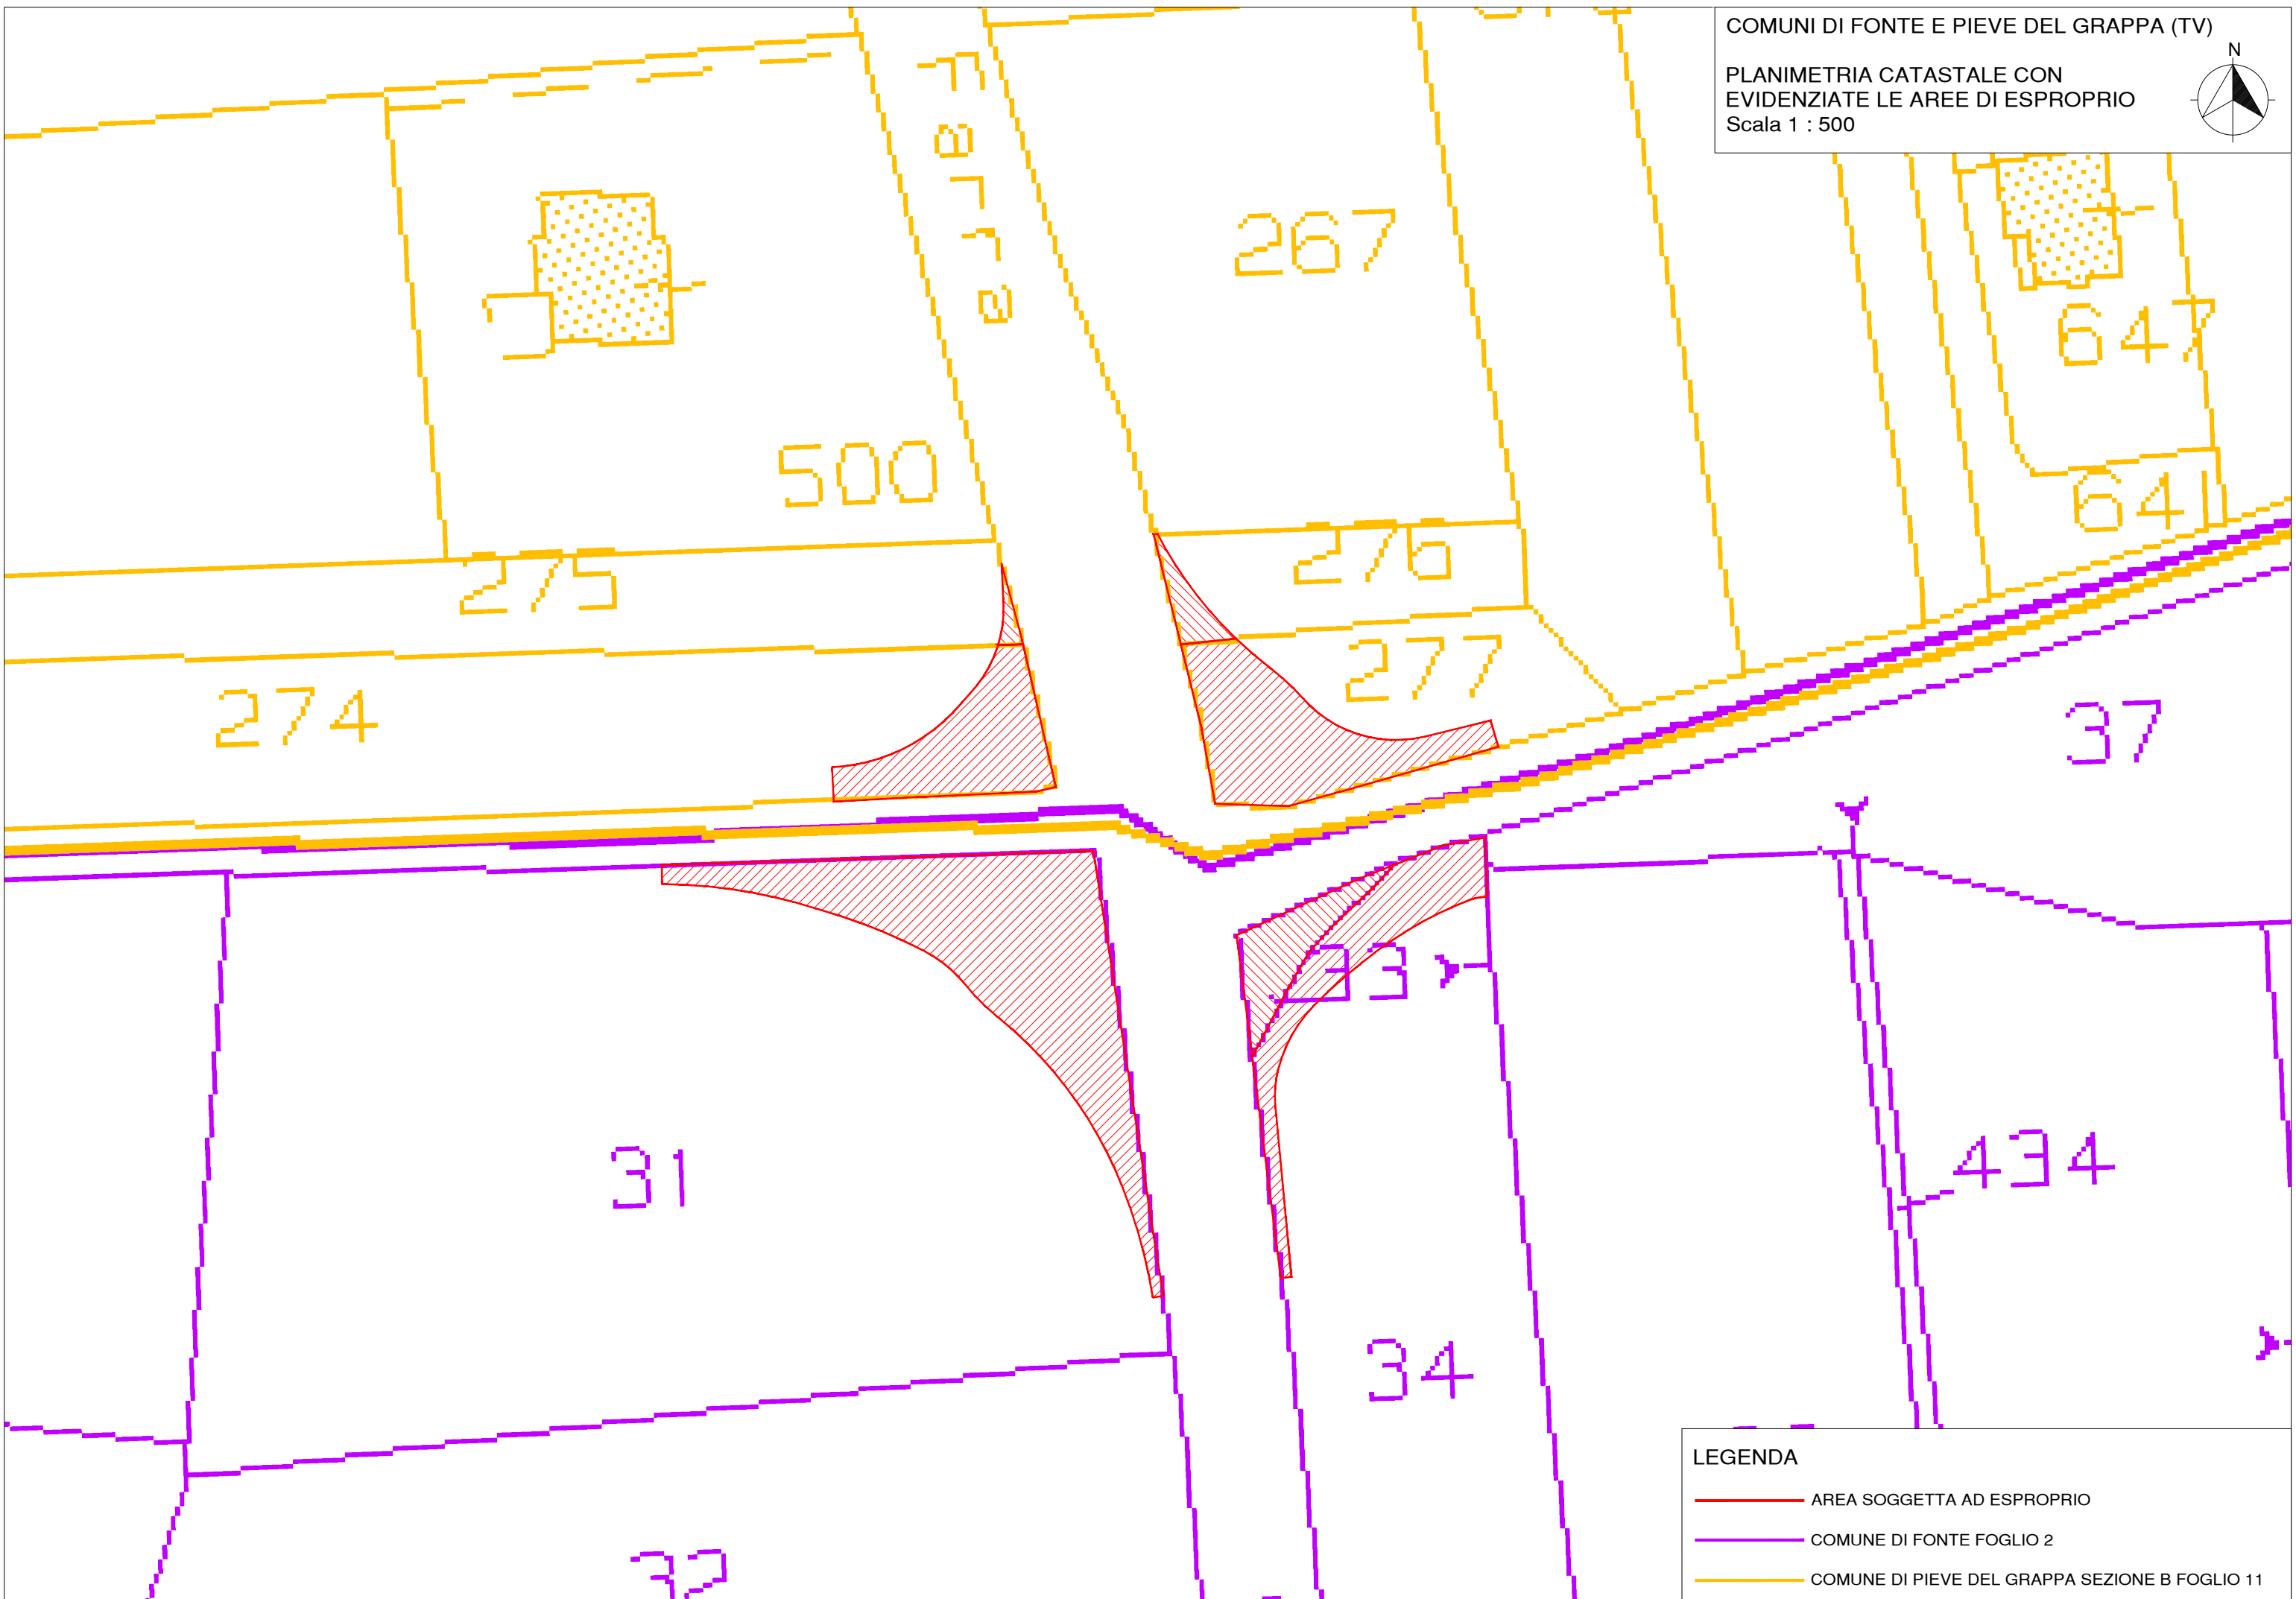 COMUNI DI FONTE E PIEVE DEL GRAPPA (TV)
N
PLANIMETRIA CATASTALE CON
EVIDENZIATE LE AREE DI ESPROPRIO
Scala 1 : 500
267
647
500
641
275
276
277
274
37
33
31
434
34
32
LEGENDA
AREA SOGGETTA AD ESPROPRIO
COMUNE DI FONTE FOGLIO 2
COMUNE DI PIEVE DEL GRAPPA SEZIONE B FOGLIO 11